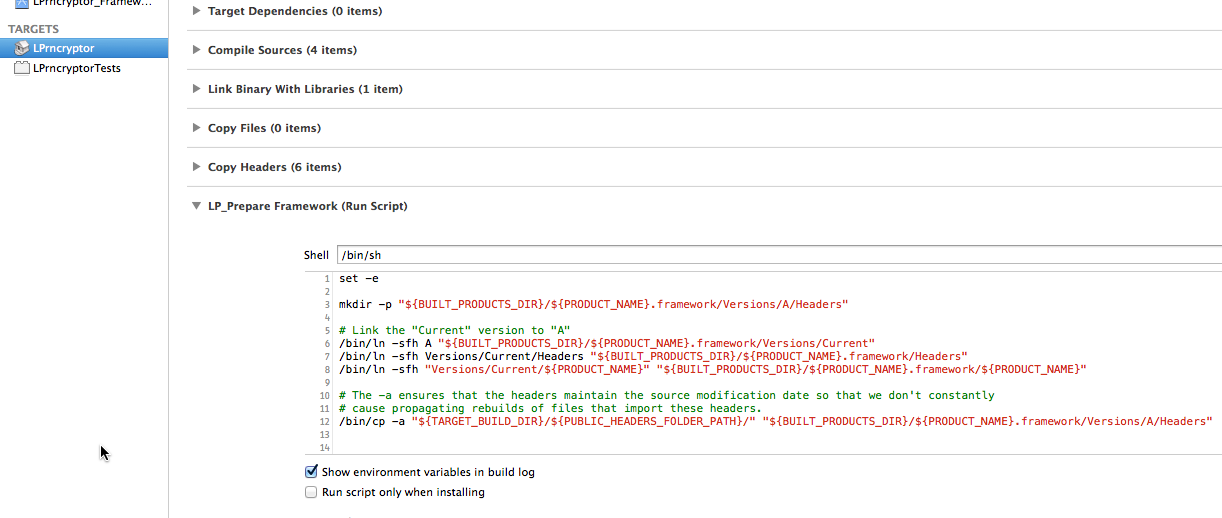 LPrncryptor_Framew...
TARGETS
LPrncryptor
LPrncryptorTests
Target Dependencies (0 items)
Compile Sources (4 items)
Link Binary With Libraries (1 item)
Copy Files (0 items)
Copy Headers (6 items)
LP_Prepare Framework (Run Script)
Shell /bin/sh
1 set -e
2
3 mkdir -p "${BUILT_PRODUCTS_DIR}/${PRODUCT_NAME}.framework/Versions/A/Headers"
4
5 # Link the "Current" version to "A"
6 /bin/ln -sfh A "${BUILT_PRODUCTS_DIR}/${PRODUCT_NAME}.framework/Versions/Current"
7 /bin/ln -sfh Versions/Current/Headers "${BUILT_PRODUCTS_DIR}/${PRODUCT_NAME}.framework/Headers"
8 /bin/ln -sfh "Versions/Current/${PRODUCT_NAME}" "${BUILT_PRODUCTS_DIR}/${PRODUCT_NAME}.framework/${PRODUCT_NAME}"
9
10 # The -a ensures that the headers maintain the source modification date so that we don't constantly
11 # cause propagating rebuilds of files that import these headers.
12 /bin/cp -a "${TARGET_BUILD_DIR}/${PUBLIC_HEADERS_FOLDER_PATH}/" "${BUILT_PRODUCTS_DIR}/${PRODUCT_NAME}.framework/Versions/A/Headers"
13
14
Show environment variables in build log
Run script only when installing